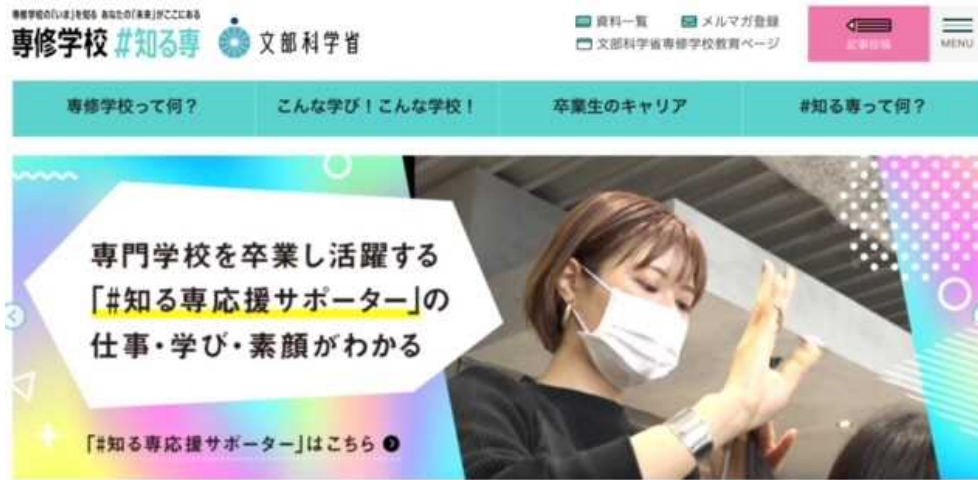 専修学校の「いま」を知る あなたの「未来」がここにある
専修学校 #知る専
文部科学省
資料一覧
メルマガ登録
文部科学省専修学校教育ページ
記事投稿
MENU
専修学校って何？
こんな学び！こんな学校！
卒業生のキャリア
#知る専って何？
専門学校を卒業し活躍する
「#知る専応援サポーター」の
仕事・学び・素顔がわかる
「#知る専応援サポーター」はこちら